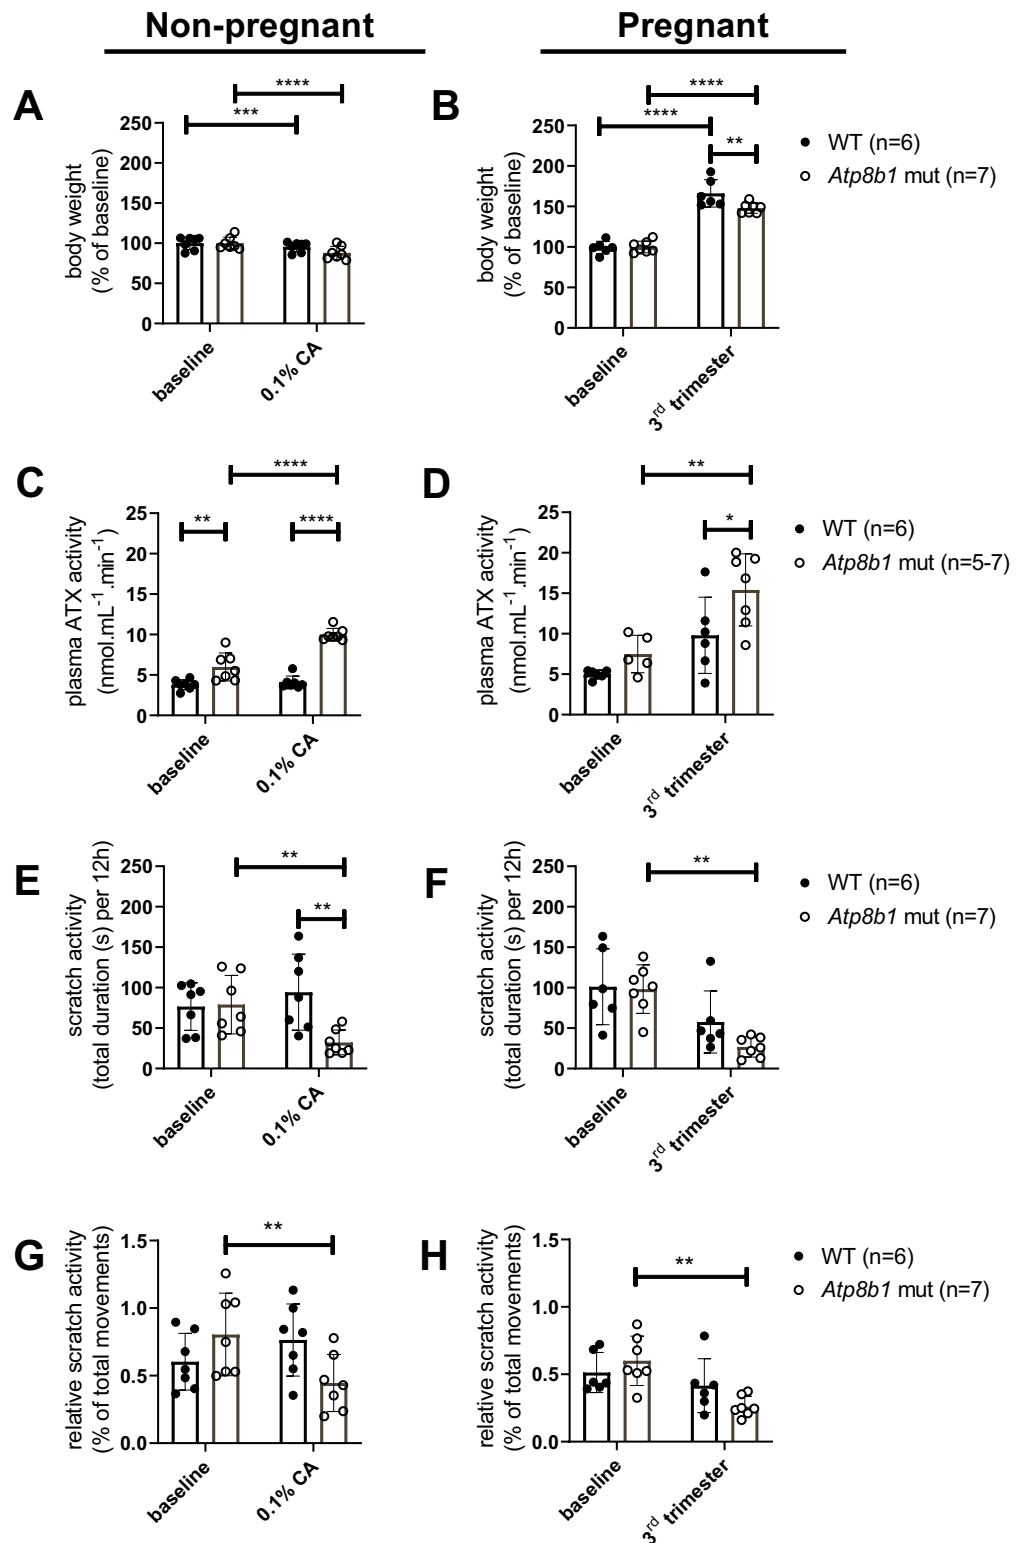 Non-pregnant
Pregnant
A
body weight
(% of baseline)
250
200
150
100
50
0
***
****
baseline
0.1% CA
B
body weight
(% of baseline)
250
200
150
100
50
0
****
****
**
baseline
3rd trimester
WT (n=6)
Atp8b1 mut (n=7)
C
plasma ATX activity
(nmol.mL-1.min-1)
25
20
15
10
5
0
****
**
****
baseline
0.1% CA
D
plasma ATX activity
(nmol.mL-1.min-1)
25
20
15
10
5
0
**
*
baseline
3rd trimester
WT (n=6)
Atp8b1 mut (n=5-7)
E
scratch activity
(total duration (s) per 12h)
250
200
150
100
50
0
**
**
baseline
0.1% CA
F
scratch activity
(total duration (s) per 12h)
250
200
150
100
50
0
**
baseline
3rd trimester
WT (n=6)
Atp8b1 mut (n=7)
G
relative scratch activity
(% of total movements)
1.5
1.0
0.5
0.0
**
baseline
0.1% CA
H
relative scratch activity
(% of total movements)
1.5
1.0
0.5
0.0
**
baseline
3rd trimester
WT (n=6)
Atp8b1 mut (n=7)